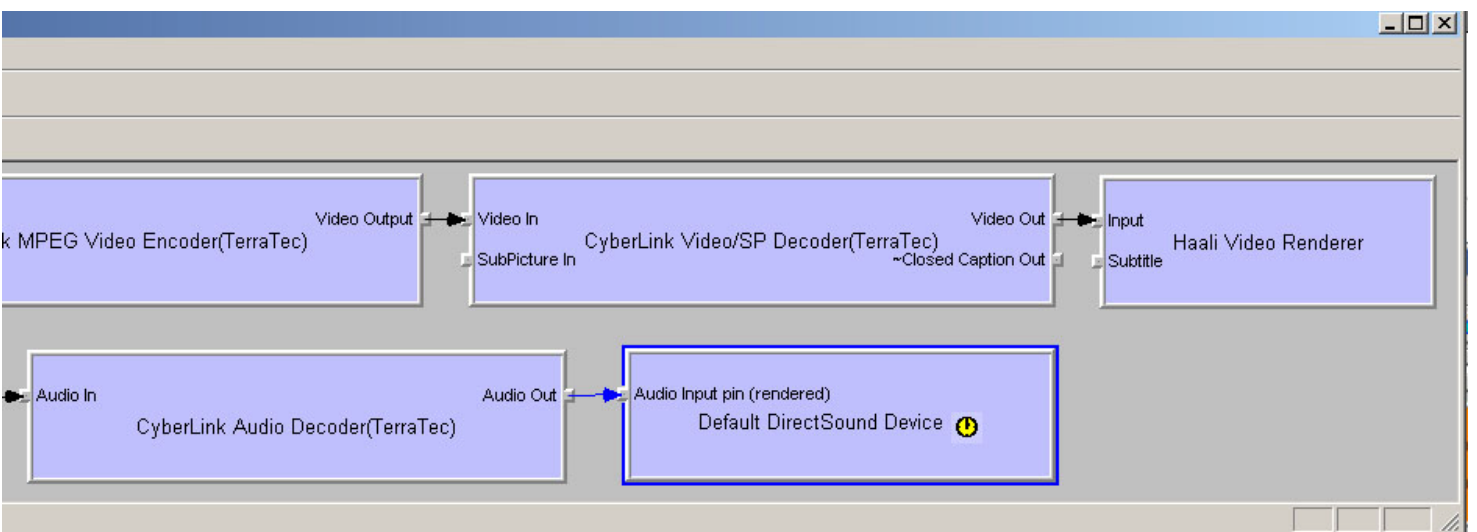 Video Output
k MPEG Video Encoder(TerraTec)
Video In
SubPicture In
CyberLink Video/SP Decoder(TerraTec)
Video Out
~Closed Caption Out
Input
Subtitle
Haali Video Renderer
Audio In
CyberLink Audio Decoder(TerraTec)
Audio Out
Audio Input pin (rendered)
Default DirectSound Device